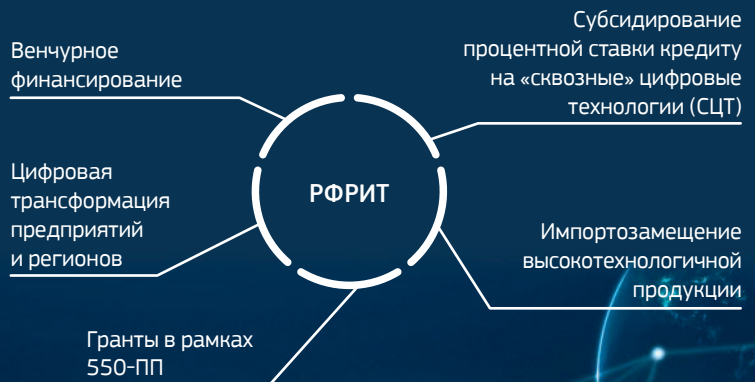 Венчурное
финансирование
Субсидирование
процентной ставки кредиту
на «сквозные» цифровые
технологии (СЦТ)
РФРИТ
Цифровая
трансформация
предприятий
и регионов
Импортозамещение
высокотехнологичной
продукции
Гранты в рамках
550-ПП